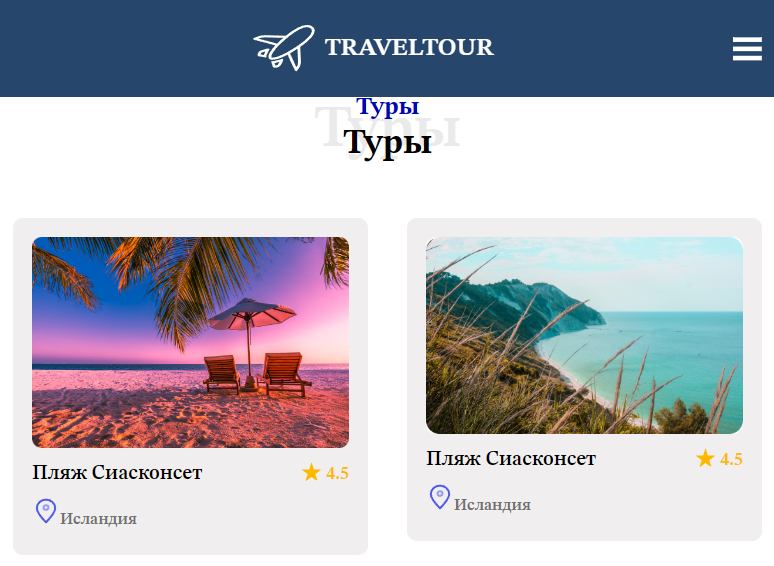 TRAVELTOUR
Туры
Туры
Туры
Пляж Сиасконсет 4.5
Исландия
Пляж Сиасконсет 4.5
Исландия